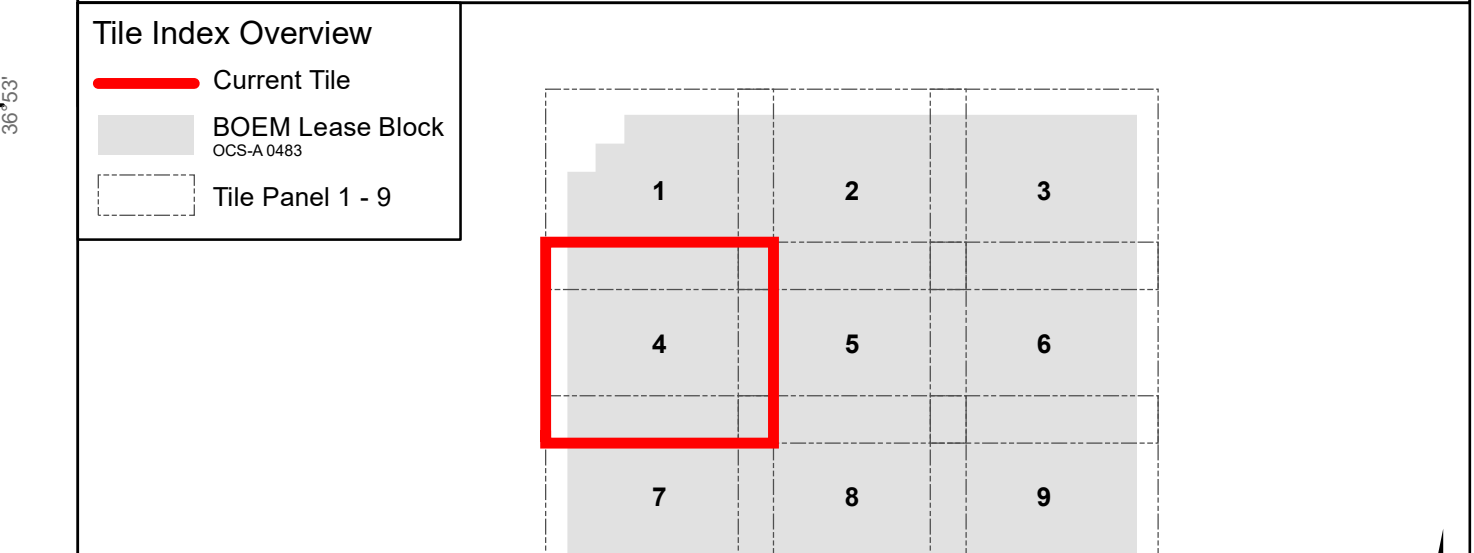 Tile Index Overview
Current Tile
BOEM Lease Block
OCS-A 0483
Tile Panel 1 - 9
36°53'
1 2 3
4 5 6
7 8 9